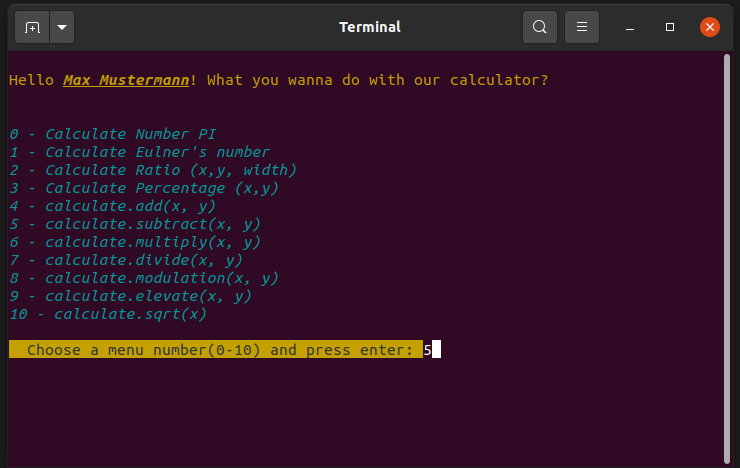 Terminal
Hello Max Mustermann! What you wanna do with our calculator?
0 - Calculate Number PI
1 - Calculate Eulner's number
2 - Calculate Ratio (x,y, width)
3 - Calculate Percentage (x,y)
4 - calculate.add(x, y)
5 - calculate.subtract(x, y)
6 - calculate.multiply(x, y)
7 - calculate.divide(x, y)
8 - calculate.modulation(x, y)
9 - calculate.elevate(x, y)
10 - calculate.sqrt(x)
Choose a menu number(0-10) and press enter: 5